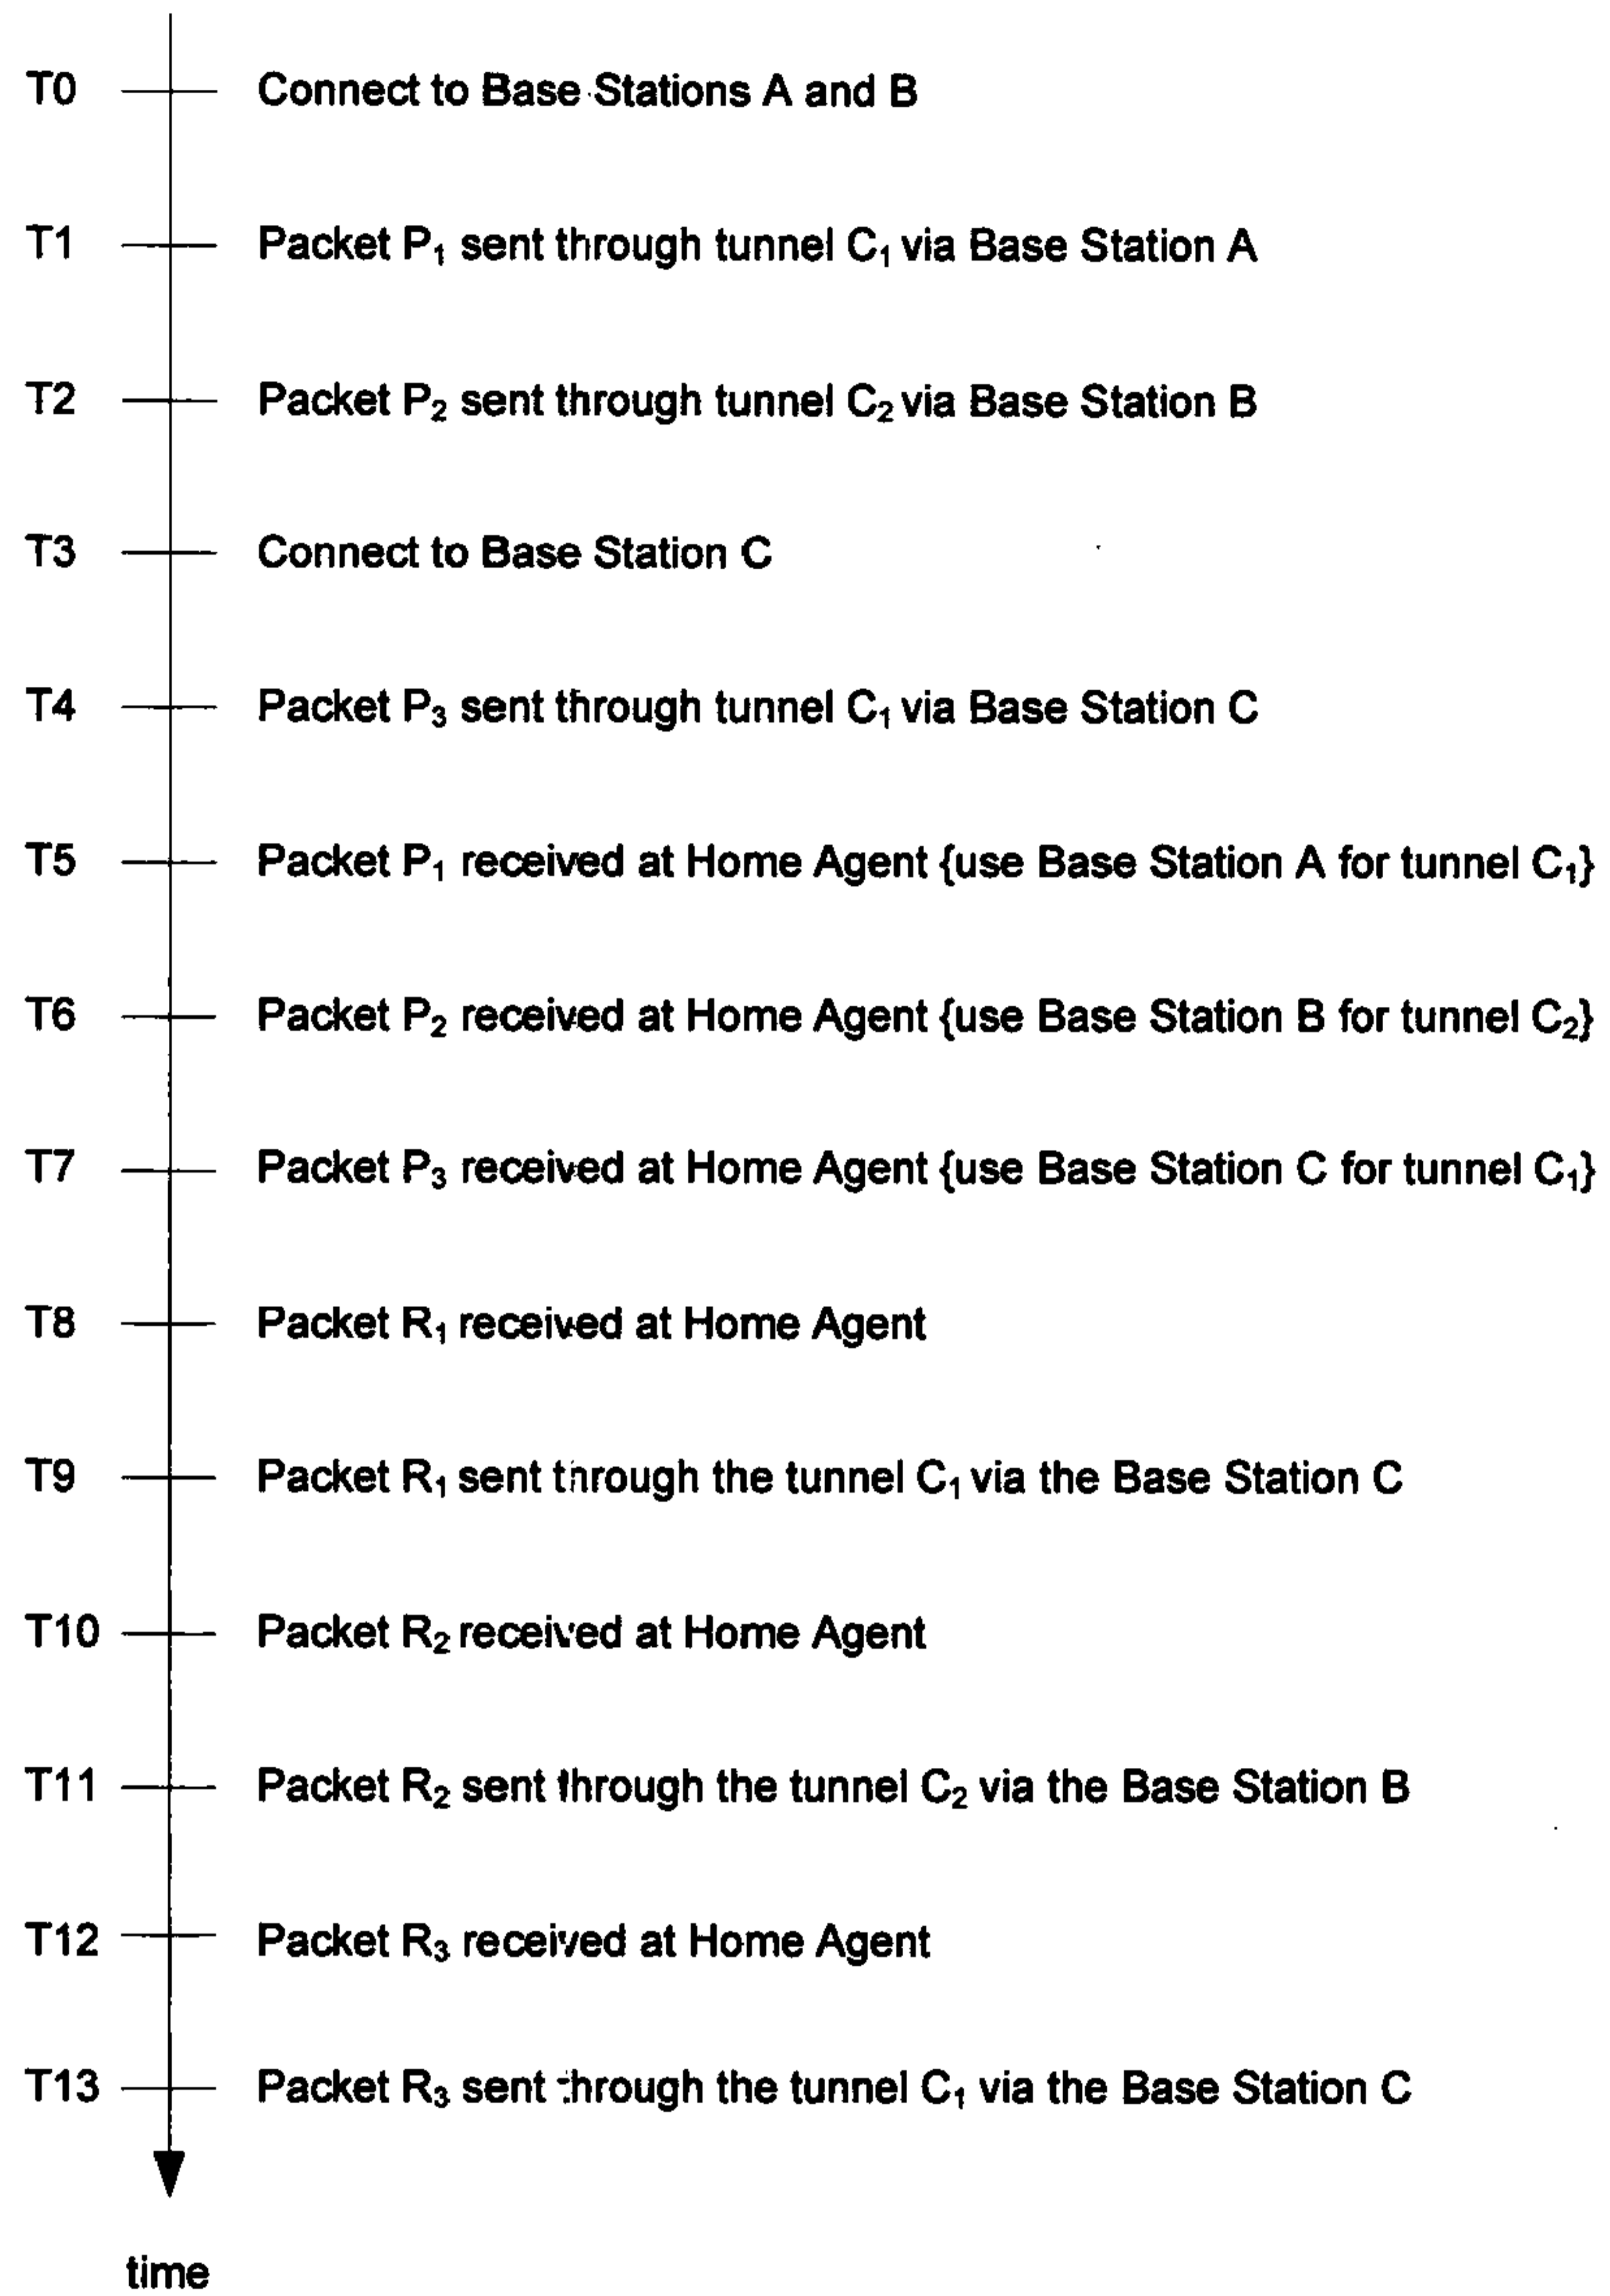 T0 Connect to Base Stations A and B
T1 Packet P₁ sent through tunnel C₁ via Base Station A
T2 Packet P₂ sent through tunnel C₂ via Base Station B
T3 Connect to Base Station C
T4 Packet P₃ sent through tunnel C₁ via Base Station C
T5 Packet P₁ received at Home Agent {use Base Station A for tunnel C₁}
T6 Packet P₂ received at Home Agent {use Base Station B for tunnel C₂}
T7 Packet P₃ received at Home Agent {use Base Station C for tunnel C₁}
T8 Packet R₁ received at Home Agent
T9 Packet R₁ sent through the tunnel C₁ via the Base Station C
T10 Packet R₂ received at Home Agent
T11 Packet R₂ sent through the tunnel C₂ via the Base Station B
T12 Packet R₃ received at Home Agent
T13 Packet R₃ sent through the tunnel C₁ via the Base Station C
time